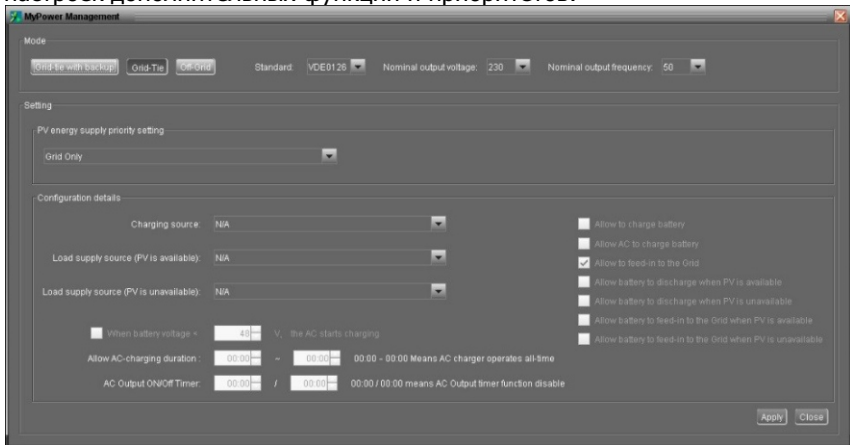 настроек дополнительных функций и приоритетов.
MyPower Management
Mode
Grid-tie with backup Grid-Tie Off-Grid Standard: VDE0126 Nominal output voltage: 230 Nominal output frequency: 50
Setting
PV energy supply priority setting
Grid Only
Configuration details
Charging source: N/A
Load supply source (PV is available): N/A
Load supply source (PV is unavailable): N/A
Allow to charge battery
Allow AC to charge battery
Allow to feed-in to the Grid
Allow battery to discharge when PV is available
Allow battery to discharge when PV is unavailable
Allow battery to feed-in to the Grid when PV is available
Allow battery to feed-in to the Grid when PV is unavailable
When battery voltage < 48 V, the AC starts charging
Allow AC-charging duration : 00:00 - 00:00 00:00 - 00:00 Means AC charger operates all-time
AC Output ON/Off Timer: 00:00 / 00:00 00:00 / 00:00 means AC Output timer function disable
Apply Close